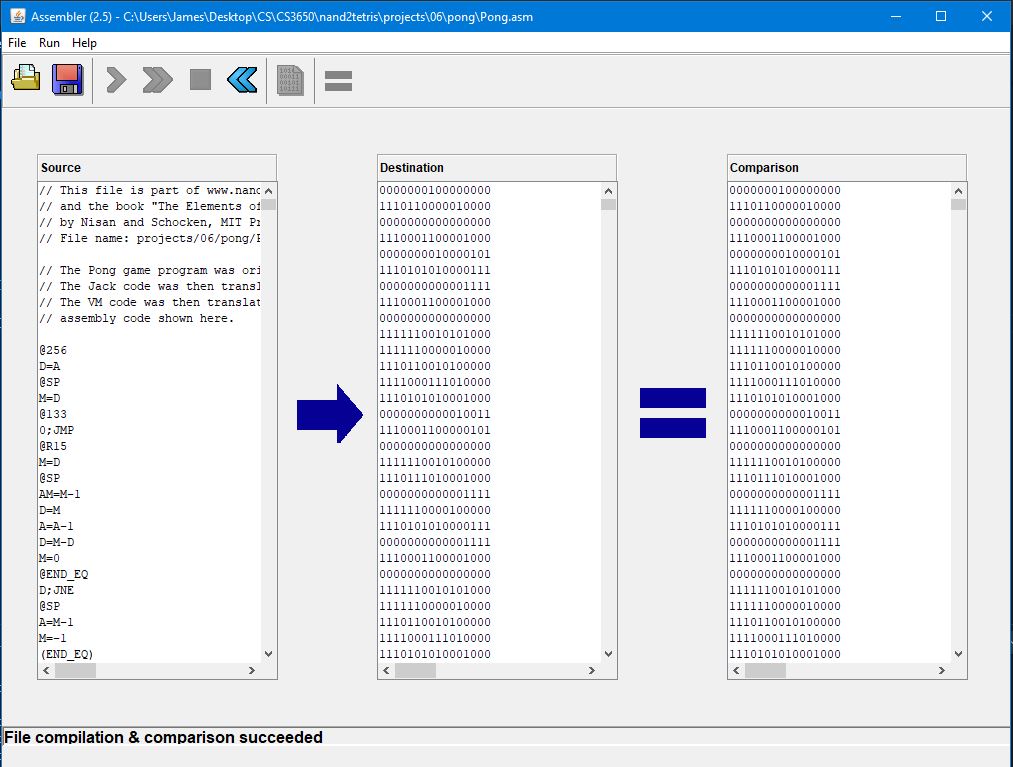 Assembler (2.5) - C:\Users\James\Desktop\CS\CS3650\nand2tetris\projects\06\pong\Pong.asm
File Run Help
Source
// This file is part of www.nand
// and the book "The Elements of
// by Nisan and Schocken, MIT Pr
// File name: projects/06/pong/P

// The Pong game program was ori
// The Jack code was then transl
// The VM code was then translat
// assembly code shown here.

@256
D=A
@SP
M=D
@133
0;JMP
@R15
M=D
@SP
AM=M-1
D=M
A=A-1
D=M-D
M=0
@END_EQ
D;JNE
@SP
A=M-1
M=-1
(END_EQ)
Destination
0000000100000000
1110110000010000
0000000000000000
1110001100001000
0000000010000101
1110101010000111
0000000000001111
1110001100001000
0000000000000000
1111110010101000
1111110000010000
1110110010100000
1111000111010000
1110101010001000
0000000000010011
1110001100000101
0000000000000000
1111110010100000
1110111010001000
0000000000001111
1111110000100000
1110101010000111
0000000000001111
1110001100001000
0000000000000000
1111110010101000
1111110000010000
1110110010100000
1111000111010000
1110101010001000
Comparison
0000000100000000
1110110000010000
0000000000000000
1110001100001000
0000000010000101
1110101010000111
0000000000001111
1110001100001000
0000000000000000
1111110010101000
1111110000010000
1110110010100000
1111000111010000
1110101010001000
0000000000010011
1110001100000101
0000000000000000
1111110010100000
1110111010001000
0000000000001111
1111110000100000
1110101010000111
0000000000001111
1110001100001000
0000000000000000
1111110010101000
1111110000010000
1110110010100000
1111000111010000
1110101010001000
File compilation & comparison succeeded